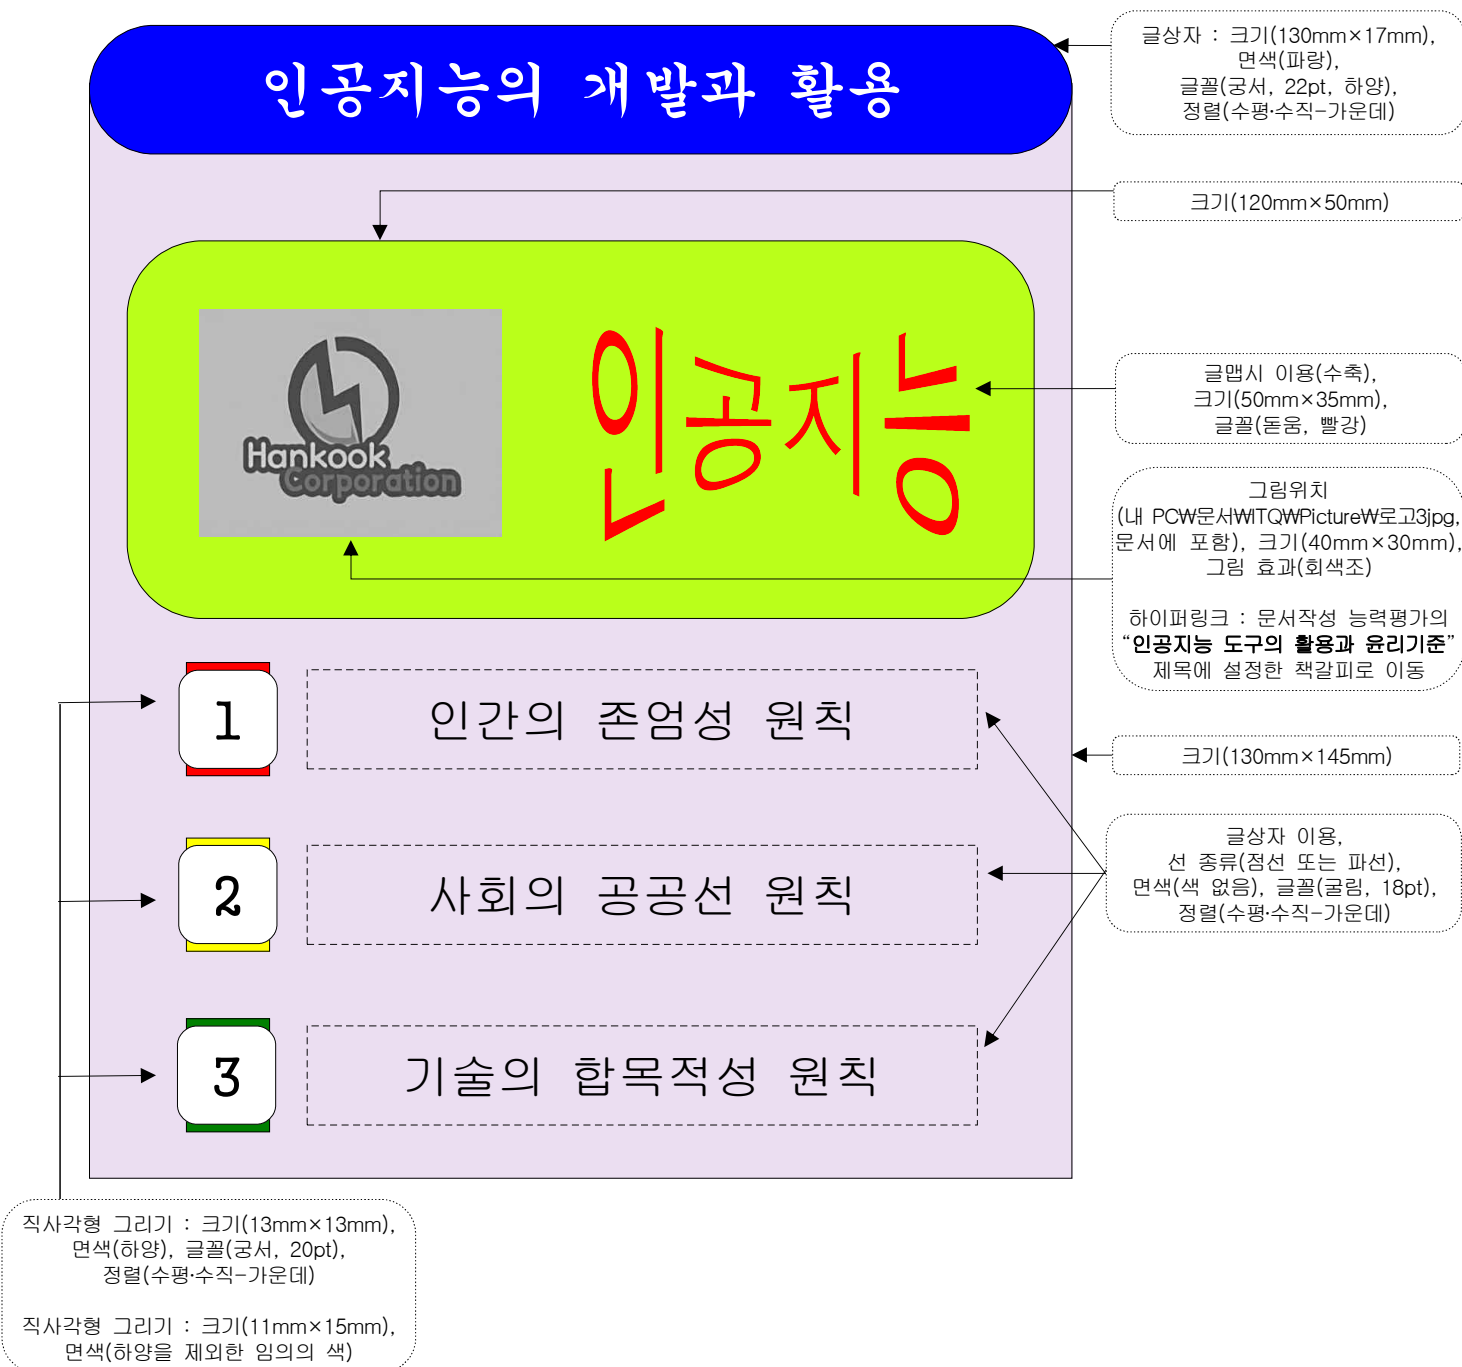 인공지능의 개발과 활용
글상자 : 크기(130mm×17mm),
면색(파랑),
글꼴(궁서, 22pt, 하양),
정렬(수평·수직-가운데)
크기(120mm×50mm)
Hankook
Corporation
인공지능
글맵시 이용(수축),
크기(50mm×35mm),
글꼴(돋움, 빨강)
그림위치
(내 PC₩문서₩ITQ₩Picture₩로고3jpg,
문서에 포함), 크기(40mm×30mm),
그림 효과(회색조)
하이퍼링크 : 문서작성 능력평가의
“인공지능 도구의 활용과 윤리기준”
제목에 설정한 책갈피로 이동
1
인간의 존엄성 원칙
크기(130mm×145mm)
2
사회의 공공선 원칙
글상자 이용,
선 종류(점선 또는 파선),
면색(색 없음), 글꼴(굴림, 18pt),
정렬(수평·수직-가운데)
3
기술의 합목적성 원칙
직사각형 그리기 : 크기(13mm×13mm),
면색(하양), 글꼴(궁서, 20pt),
정렬(수평·수직-가운데)
직사각형 그리기 : 크기(11mm×15mm),
면색(하양을 제외한 임의의 색)